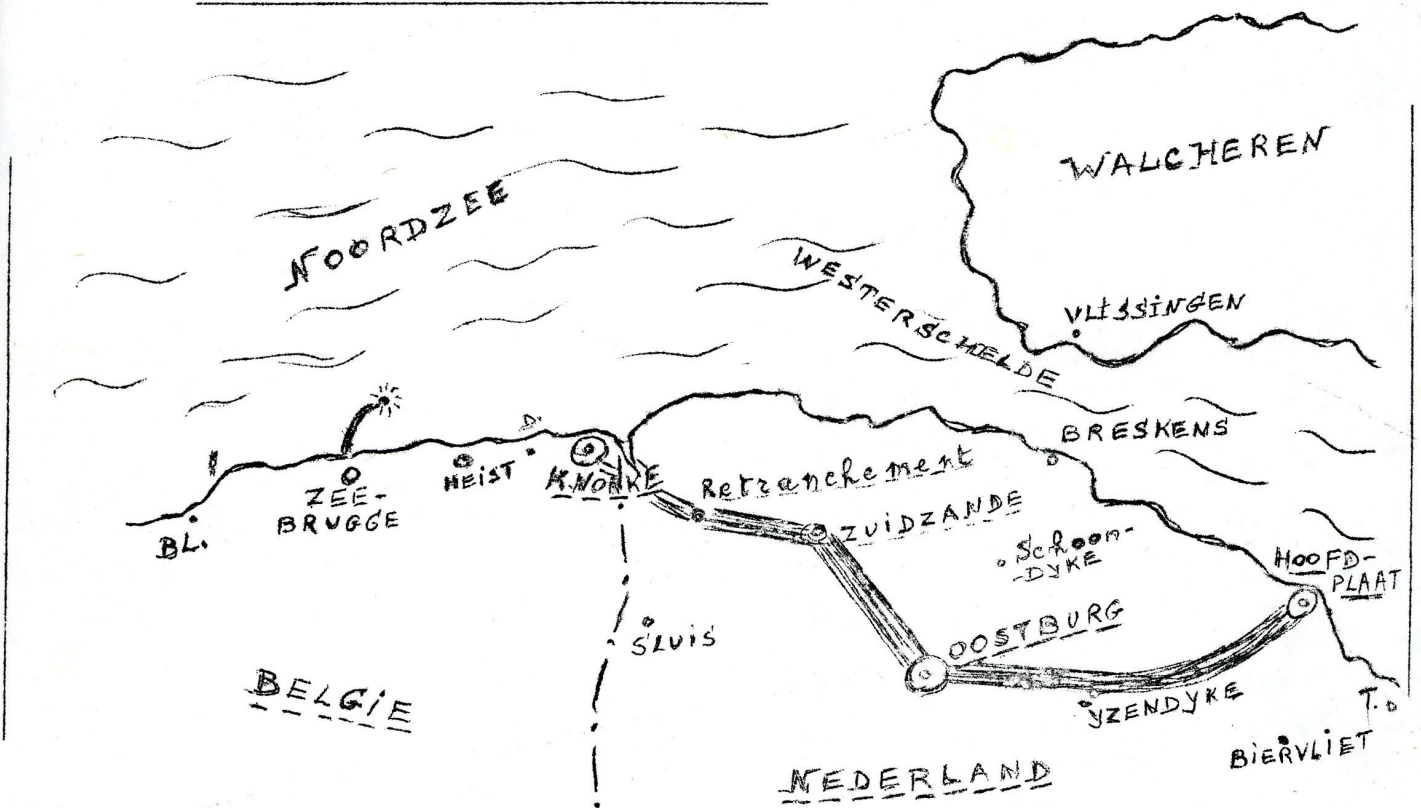 WALCHEREN
NOORDZEE
WESTERSCHELDE
VLISSINGEN
BRESKENS
D.
HEIST
KNOKKE
Retranchement
ZEE-
BRUGGE
BL.
ZUIDZANDE
Schoon-
-DYKE
HOOFD-
PLAAT
OOSTBURG
SLUIS
BELGiE
YZENDYKE
T.
BIERVLIET
NEDERLAND